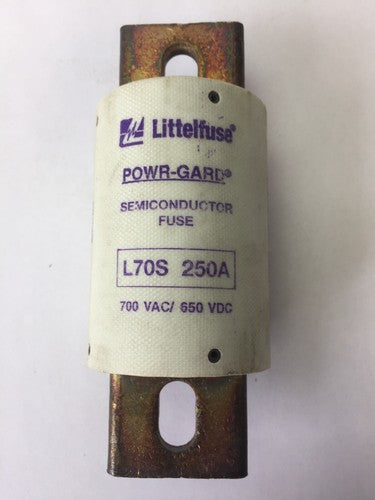 Littelfuse®
POWR-GARD®
SEMICONDUCTOR
FUSE
L70S 250A
700 VAC/ 650 VDC